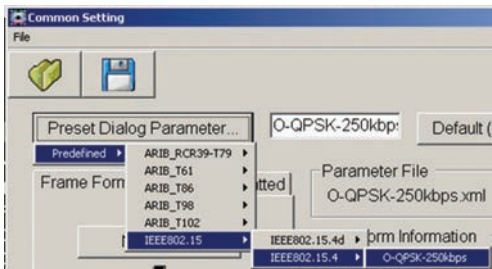 Common Setting
File
Preset Dialog Parameter... O-QPSK-250kbp Default (
Predefined ARIB_RCR39-T79
ARIB_T61 Parameter File
Frame Form ARIB_T86 tted
ARIB_T98 O-QPSK-250kbps.xml
ARIB_T102
IEEE802.15 IEEE802.15.4d orm Information
IEEE802.15.4 O-QPSK-250kbps